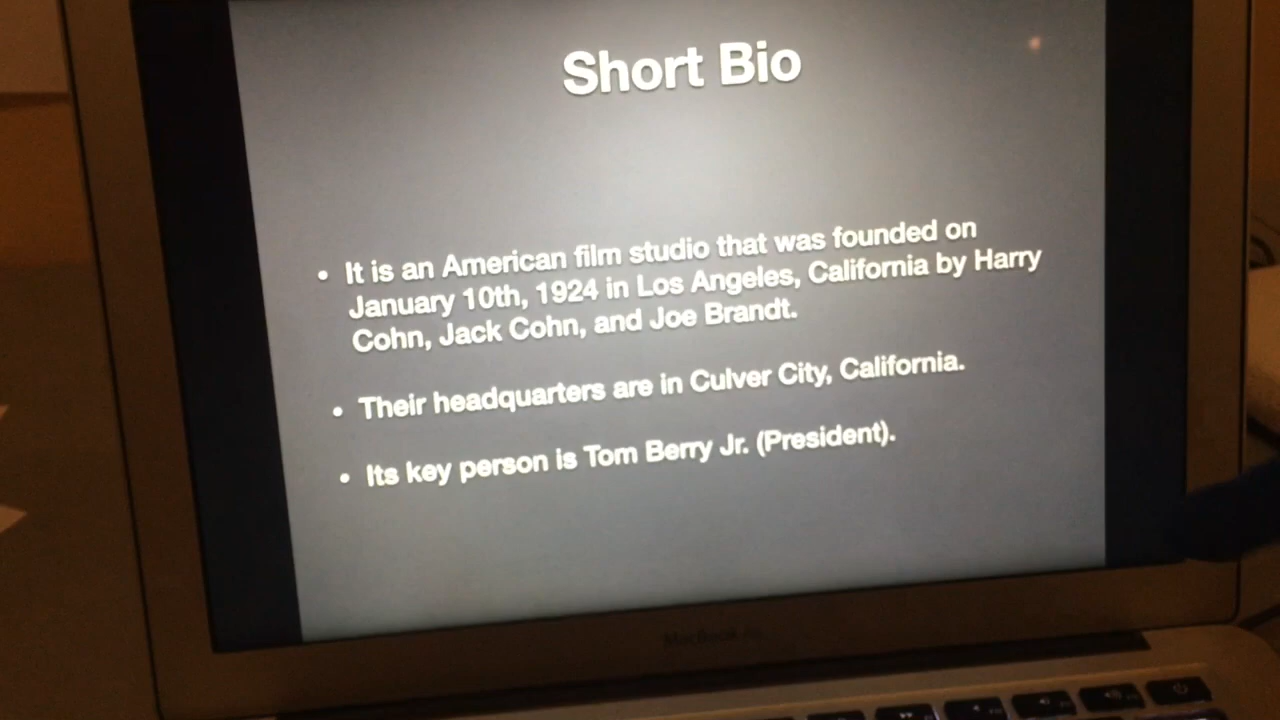 Short Bio
• It is an American film studio that was founded on
January 10th, 1924 in Los Angeles, California by Harry
Cohn, Jack Cohn, and Joe Brandt.
• Their headquarters are in Culver City, California.
• Its key person is Tom Berry Jr. (President).
MacBook Air